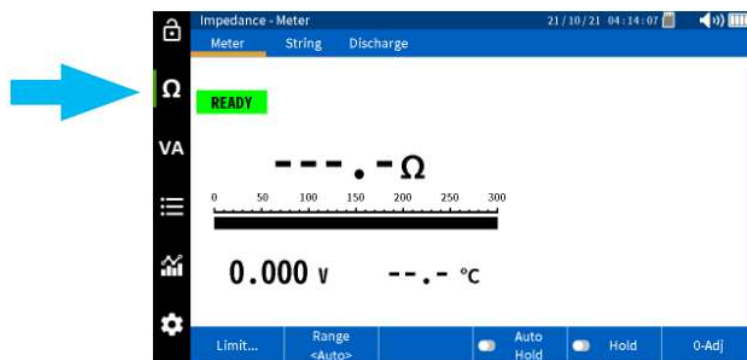 Impedance - Meter 21/10/21 04:14:07
Meter String Discharge
Ω
READY
VA
---.-Ω
0 50 100 150 200 250 300
0.000 V --.- °C
Limit... Range <Auto> Auto Hold Hold 0-Adj